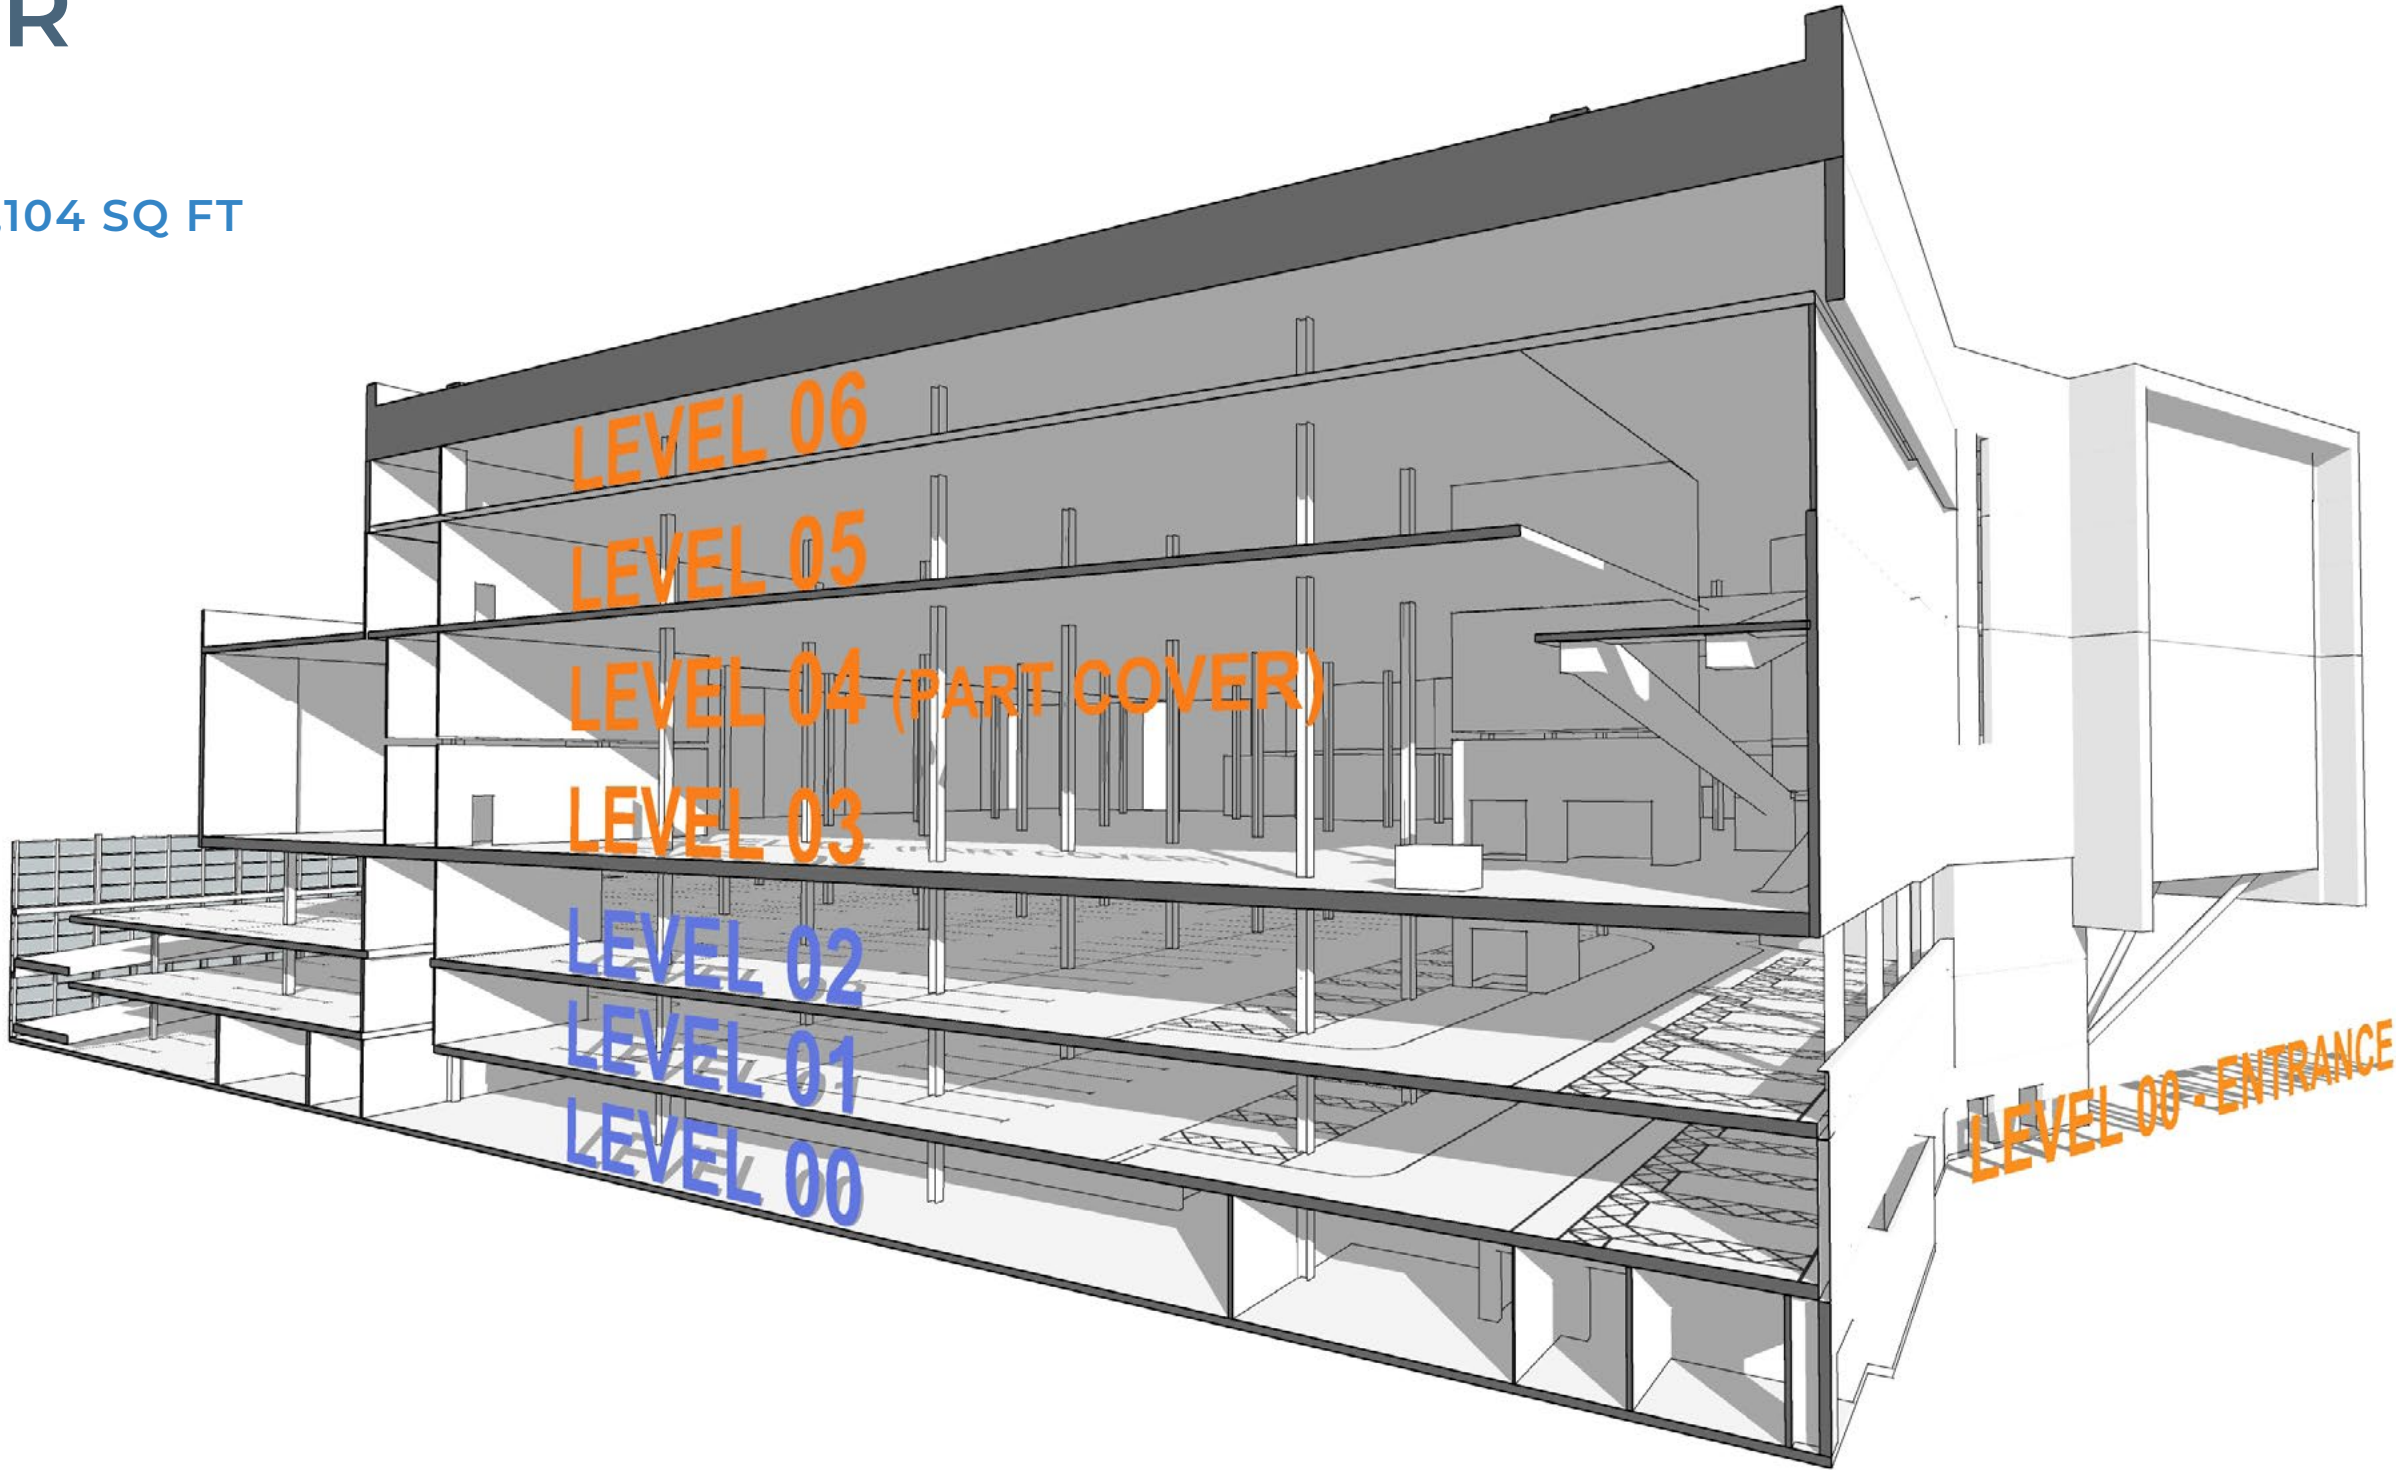 R
104 SQ FT
LEVEL 06
LEVEL 05
LEVEL 04 (PART COVER)
LEVEL 03
LEVEL 02
LEVEL 01
LEVEL 00
LEVEL 00 - ENTRANCE